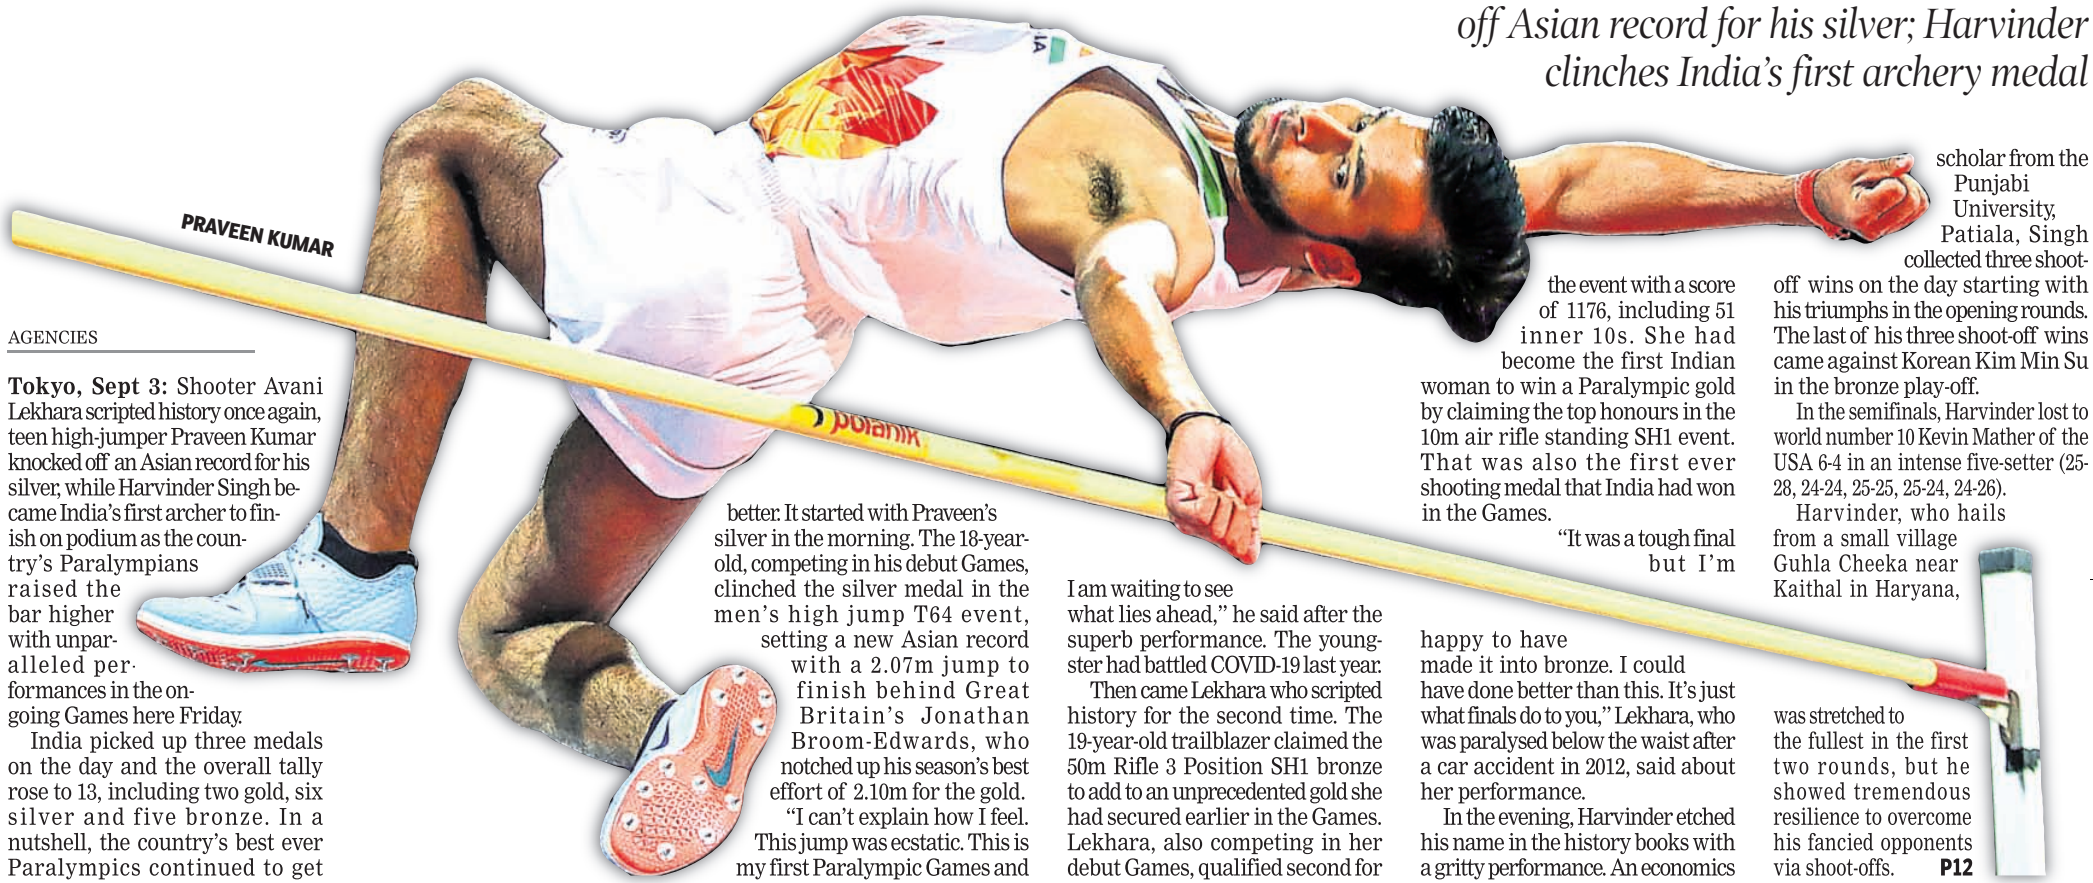 off Asian record for his silver; Harvinder
clinches India's first archery medal
PRAVEEN KUMAR
IA
polanik
AGENCIES
Tokyo, Sept 3: Shooter Avani
Lekhara scripted history once again,
teen high-jumper Praveen Kumar
knocked off an Asian record for his
silver, while Harvinder Singh be-
came India's first archer to fin-
ish on podium as the coun-
try's Paralympians
raised the
bar higher
with unpar-
alleled per-
formances in the on-
going Games here Friday.
India picked up three medals
on the day and the overall tally
rose to 13, including two gold, six
silver and five bronze. In a
nutshell, the country's best ever
Paralympics continued to get
better. It started with Praveen's
silver in the morning. The 18-year-
old, competing in his debut Games,
clinched the silver medal in the
men's high jump T64 event,
setting a new Asian record
with a 2.07m jump to
finish behind Great
Britain's Jonathan
Broom-Edwards, who
notched up his season's best
effort of 2.10m for the gold.
"I can't explain how I feel.
This jump was ecstatic. This is
my first Paralympic Games and
I am waiting to see
what lies ahead," he said after the
superb performance. The young-
ster had battled COVID-19 last year.
Then came Lekhara who scripted
history for the second time. The
19-year-old trailblazer claimed the
50m Rifle 3 Position SH1 bronze
to add to an unprecedented gold she
had secured earlier in the Games.
Lekhara, also competing in her
debut Games, qualified second for
the event with a score
of 1176, including 51
inner 10s. She had
become the first Indian
woman to win a Paralympic gold
by claiming the top honours in the
10m air rifle standing SH1 event.
That was also the first ever
shooting medal that India had won
in the Games.
"It was a tough final
but I'm
happy to have
made it into bronze. I could
have done better than this. It's just
what finals do to you," Lekhara, who
was paralysed below the waist after
a car accident in 2012, said about
her performance.
In the evening, Harvinder etched
his name in the history books with
a gritty performance. An economics
scholar from the
Punjabi
University,
Patiala, Singh
collected three shoot-
off wins on the day starting with
his triumphs in the opening rounds.
The last of his three shoot-off wins
came against Korean Kim Min Su
in the bronze play-off.
In the semifinals, Harvinder lost to
world number 10 Kevin Mather of the
USA 6-4 in an intense five-setter (25-
28, 24-24, 25-25, 25-24, 24-26).
Harvinder, who hails
from a small village
Guhla Cheeka near
Kaithal in Haryana,
was stretched to
the fullest in the first
two rounds, but he
showed tremendous
resilience to overcome
his fancied opponents
via shoot-offs. P12